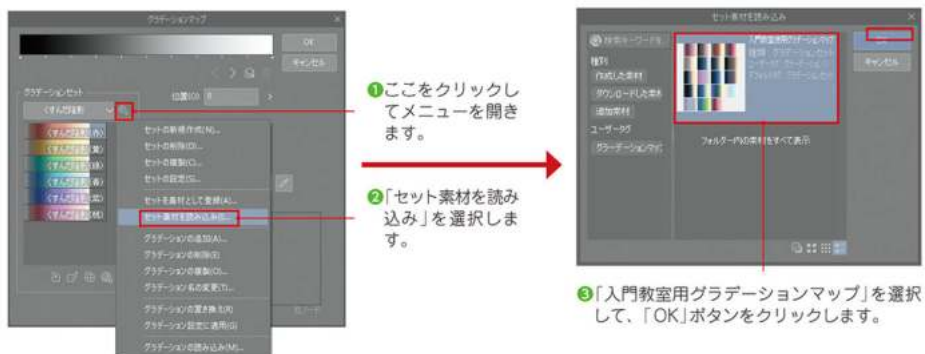 グラデーションマップ
OK
キャンセル
グラデーションセット
くすんだ陰影
セットの新規作成(N)...
セットの削除(D)...
セットの複製(C)...
セットの設定(S)...
セットを素材として登録(A)...
セット素材を読み込み(I)...
グラデーションの追加(A)...
グラデーションの削除(E)
グラデーションの複製(O)...
グラデーション名の変更(T)...
グラデーションの置き換え(R)
グラデーション設定に適用(G)
グラデーションの読み込み(M)...
❶ここをクリックし
てメニューを開き
ます。
❷「セット素材を読み
込み」を選択しま
す。
セット素材を読み込み
検索キーワードを
種別
作成した素材
ダウンロードした素材
追加素材
ユーザータグ
グラデーションマップ
入門教室用グラデーションマップ
フォルダー内の素材をすべて表示
OK
キャンセル
❸「入門教室用グラデーションマップ」を選択
して、「OK」ボタンをクリックします。